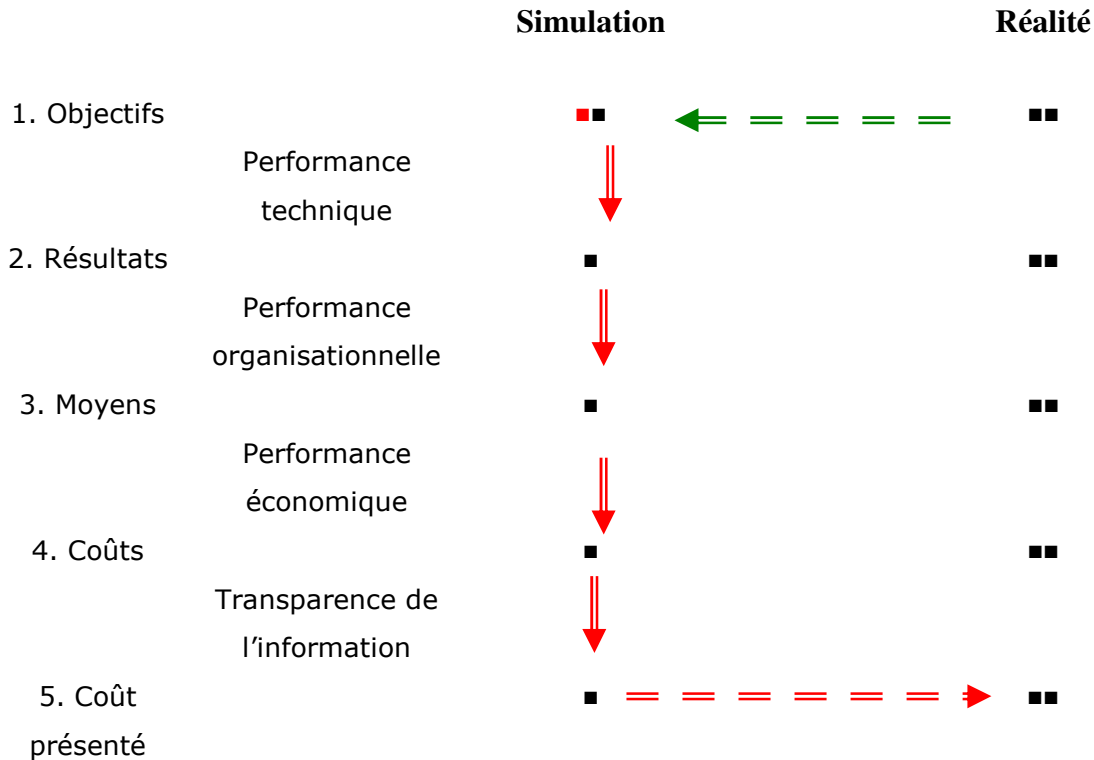 Simulation Réalité
1. Objectifs
Performance
technique
2. Résultats
Performance
organisationnelle
3. Moyens
Performance
économique
4. Coûts
Transparence de
l’information
5. Coût
présenté